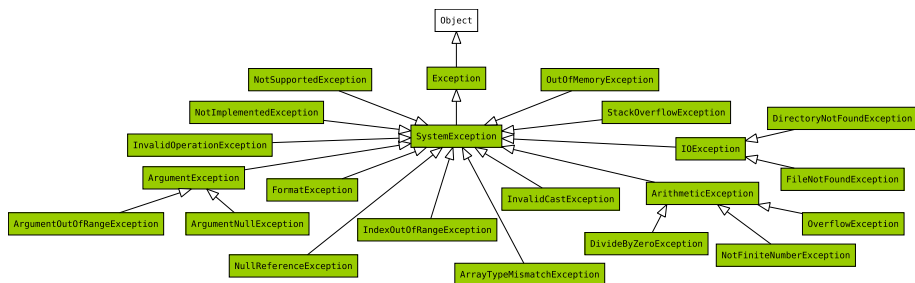 Object
Exception
NotSupportedException
OutOfMemoryException
NotImplementedException
StackOverflowException
DirectoryNotFoundException
SystemException
InvalidOperationException
IOException
ArgumentException
FormatException
InvalidCastException
ArithmeticException
FileNotFoundException
ArgumentOutOfRangeException
ArgumentNullException
IndexOutOfRangeException
DivideByZeroException
OverflowException
NullReferenceException
ArrayTypeMismatchException
NotFiniteNumberException